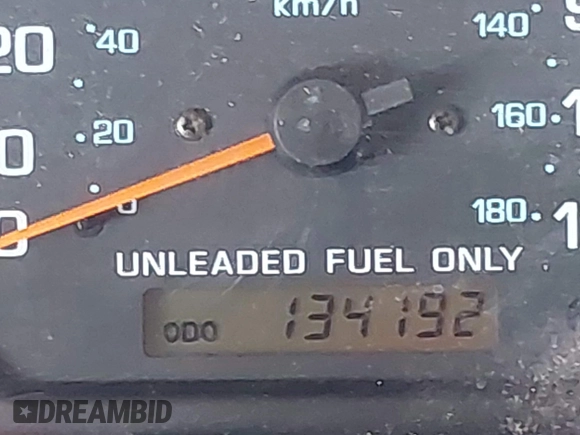 km/h
20 40 140
20 160
0 180
UNLEADED FUEL ONLY
ODO 134192
DREAMBID